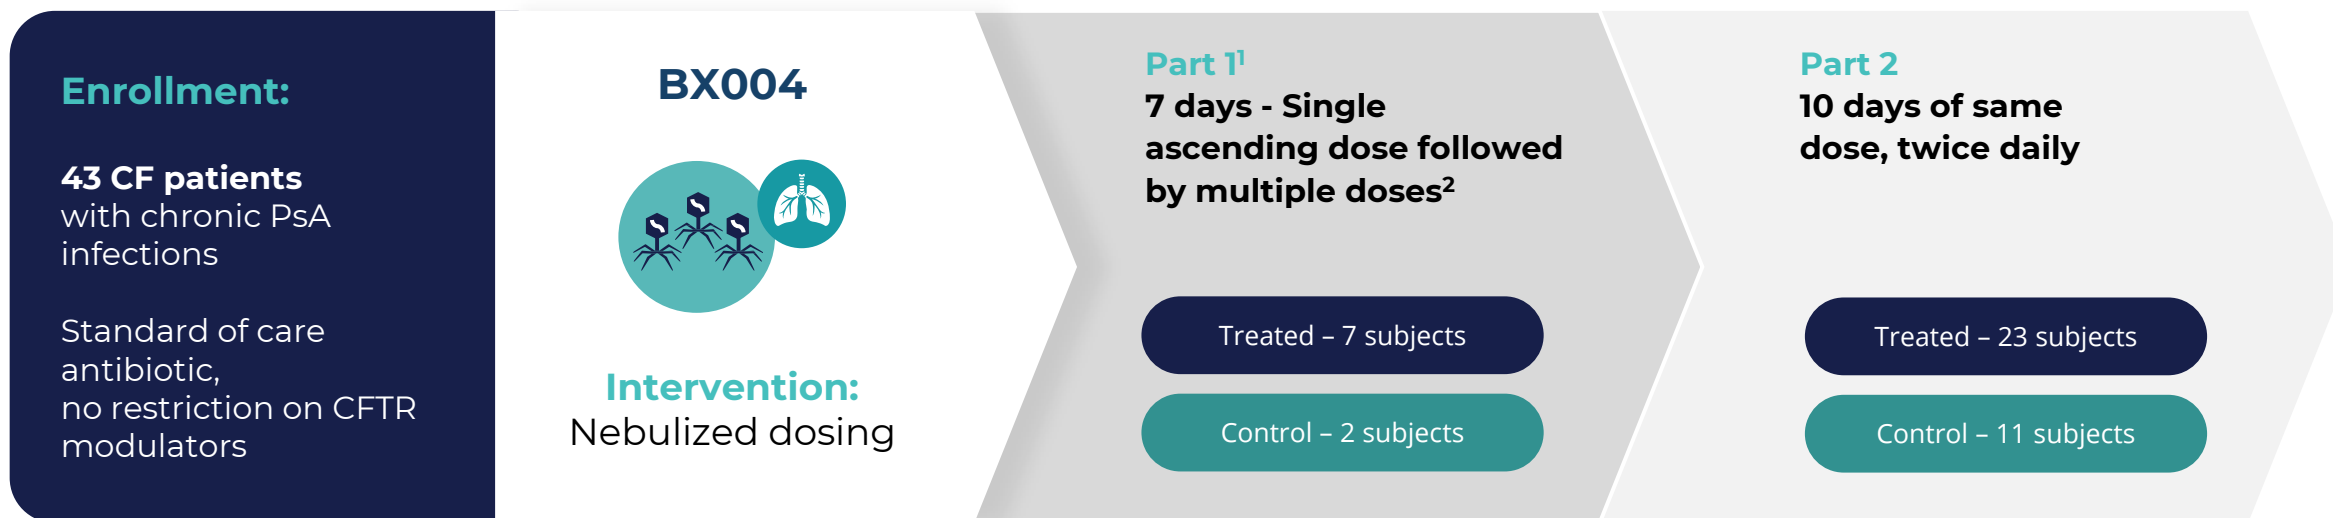 Enrollment:
43 CF patients
with chronic PsA
infections
Standard of care
antibiotic,
no restriction on CFTR
modulators
BX004
Intervention:
Nebulized dosing
Part 1¹
7 days - Single
ascending dose followed
by multiple doses²
Treated – 7 subjects
Control – 2 subjects
Part 2
10 days of same
dose, twice daily
Treated – 23 subjects
Control – 11 subjects